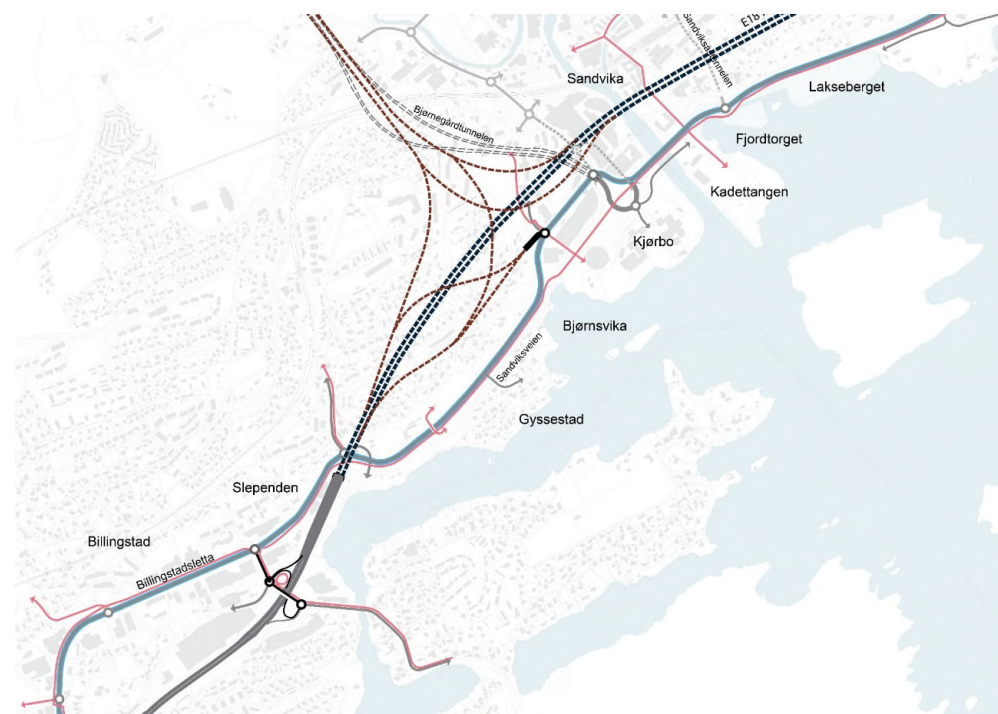 E18
Sandviksåstunnelen
Sandvika
Lakseberget
Bjørnegårdtunnelen
Fjordtorget
Kadettangen
Kjørbo
Bjørnsvika
Sandviksveien
Gyssestad
Slependen
Billingstad
Billingstadsletta